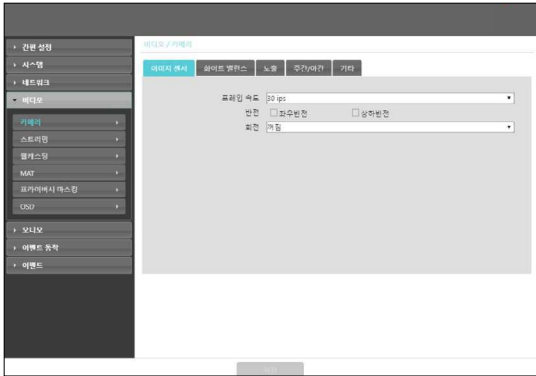 간편 설정
시스템
네트워크
비디오
카메라
스트리밍
웹캐스팅
MAT
프라이버시 마스킹
OSD
오디오
이벤트 동작
이벤트
비디오 / 카메라
이미지 센서 화이트 밸런스 노출 주간/야간 기타
프레임 속도 30 ips
반전 좌우반전 상하반전
회전 꺼짐
저장